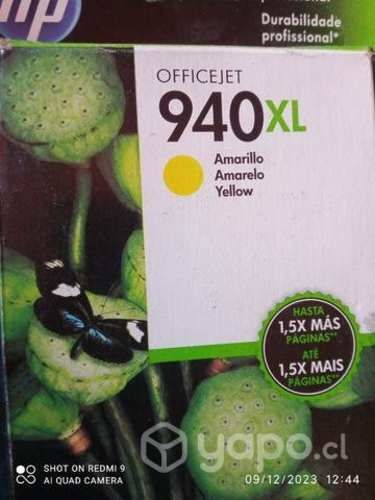 hp
Durabilidade
profissional*
OFFICEJET
940XL
Amarillo
Amarelo
Yellow
HASTA
1,5X MÁS
PÁGINAS**
ATÉ
1,5X MAIS
PÁGINAS**
yapo.cl
SHOT ON REDMI 9
AI QUAD CAMERA
09/12/2023 12:44